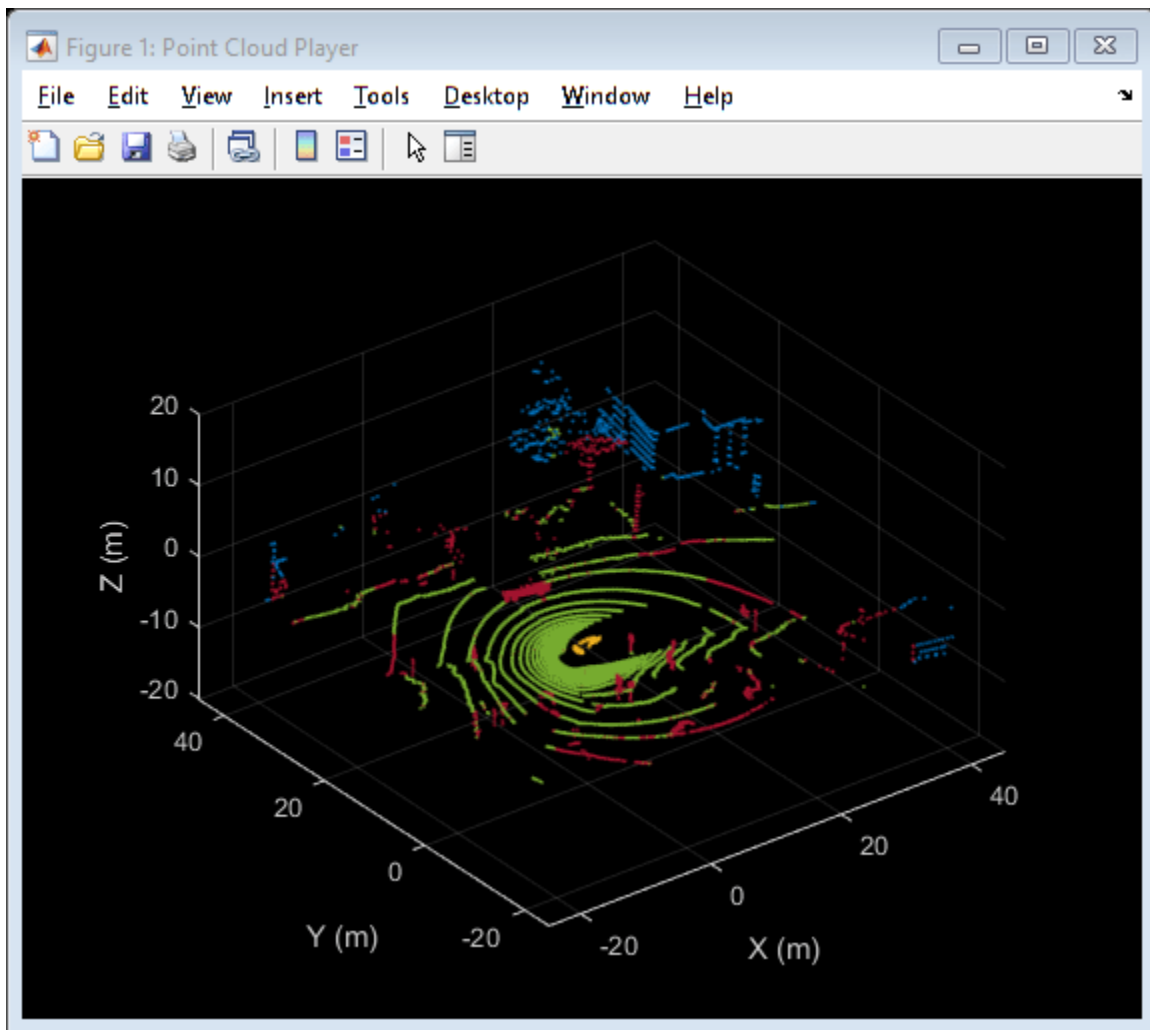 Figure 1: Point Cloud Player
File Edit View Insert Tools Desktop Window Help
20
10
0
-10
-20
Z (m)
40
20
0
-20
Y (m)
-20
0
20
40
X (m)